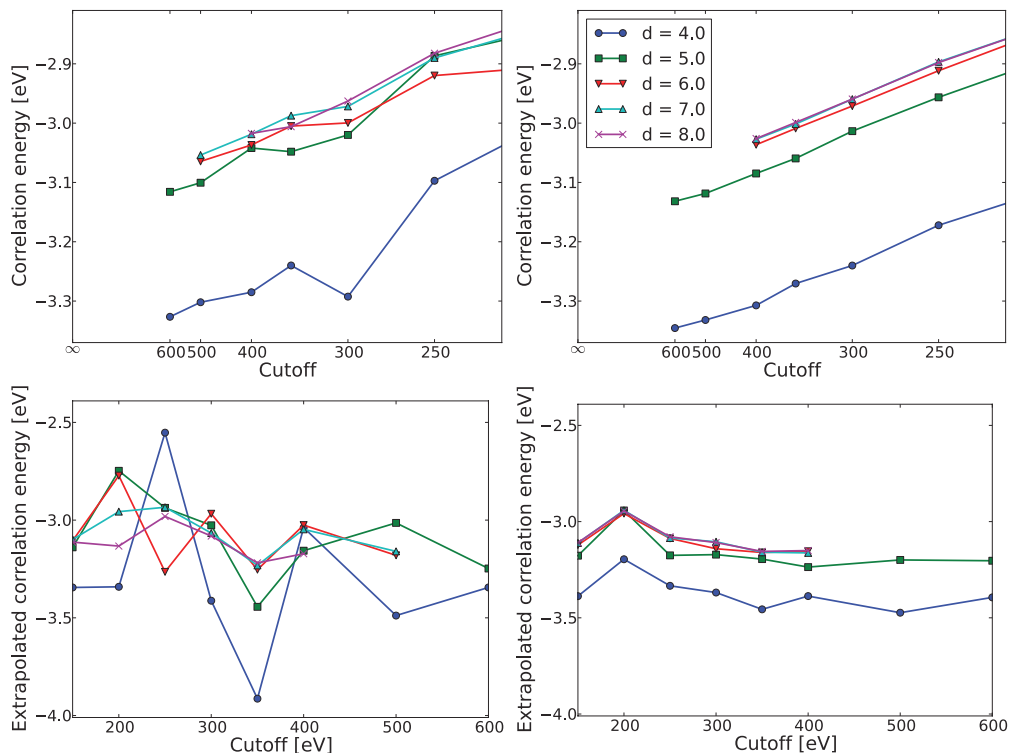 Correlation energy [eV]
−2.9
−3.0
−3.1
−3.2
−3.3
∞ 600 500 400 300 250
Cutoff
Correlation energy [eV]
−2.9
−3.0
−3.1
−3.2
−3.3
d = 4.0
d = 5.0
d = 6.0
d = 7.0
d = 8.0
∞ 600 500 400 300 250
Cutoff
Extrapolated correlation energy [eV]
−2.5
−3.0
−3.5
−4.0
200 300 400 500 600
Cutoff [eV]
Extrapolated correlation energy [eV]
−2.5
−3.0
−3.5
−4.0
200 300 400 500 600
Cutoff [eV]